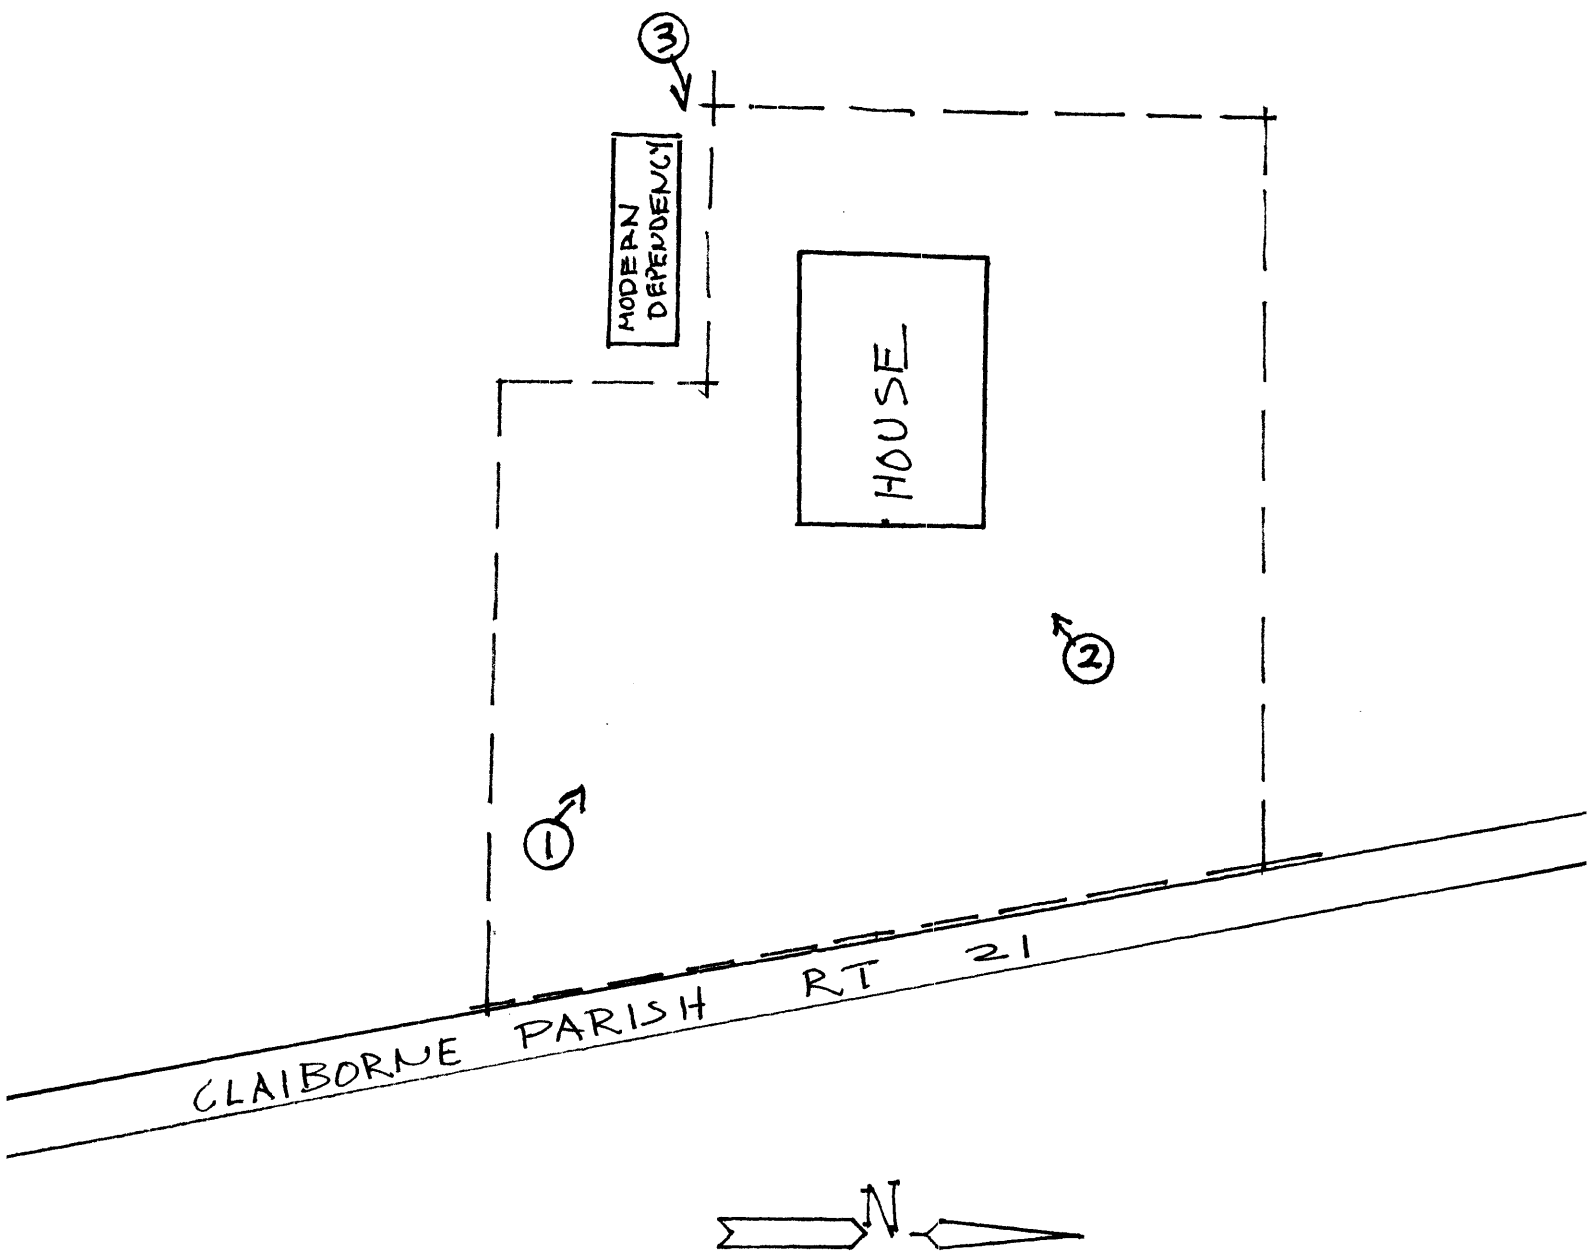 3
MODERN
DEPENDENCY
HOUSE
2
1
CLAIBORNE PARISH RT 21
N